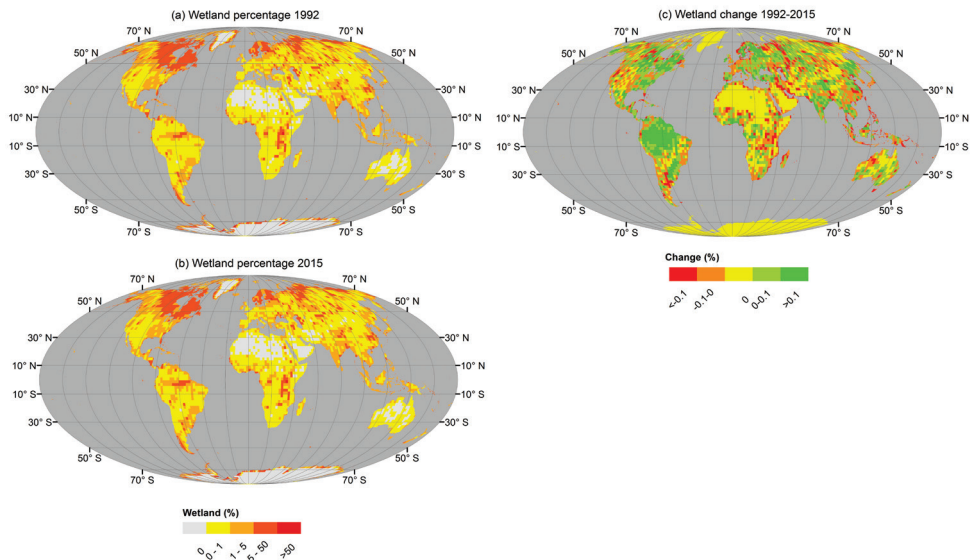 (a) Wetland percentage 1992
70° N 70° N
50° N 50° N
30° N 30° N
10° N 10° N
10° S 10° S
30° S 30° S
50° S 50° S
70° S 70° S
(b) Wetland percentage 2015
70° N 70° N
50° N 50° N
30° N 30° N
10° N 10° N
10° S 10° S
30° S 30° S
50° S 50° S
70° S 70° S
Wetland (%)
0 0 - 1 1 - 5 5 - 50 >50
(c) Wetland change 1992-2015
70° N 70° N
50° N 50° N
30° N 30° N
10° N 10° N
10° S 10° S
30° S 30° S
50° S 50° S
70° S 70° S
Change (%)
<-0.1 -0.1-0 0 0-0.1 >0.1